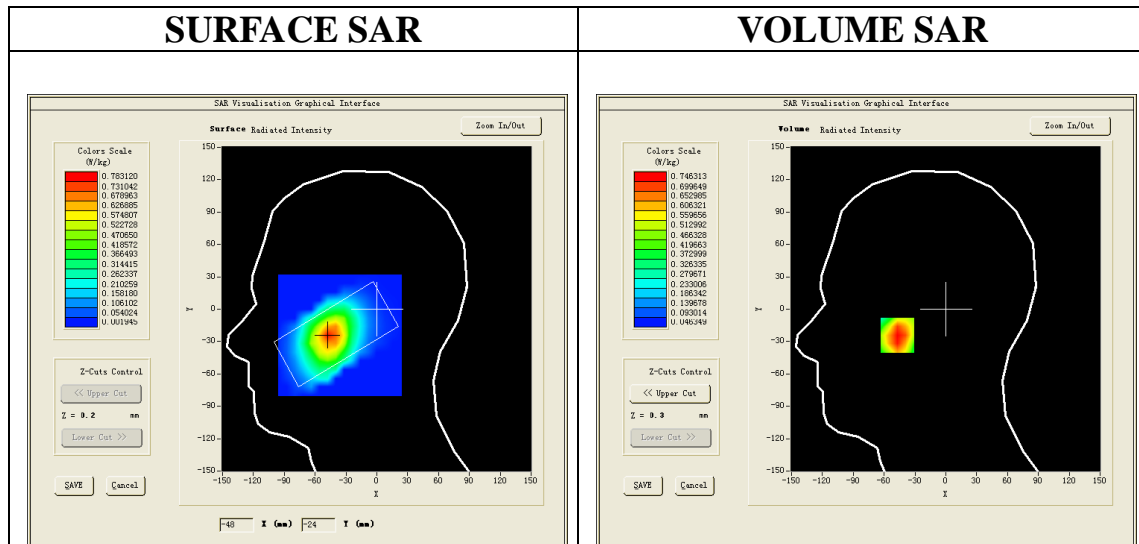 SURFACE SAR
VOLUME SAR
SAR Visualisation Graphical Interface
Surface Radiated Intensity
Zoom In/Out
Colors Scale
(W/kg)
0.783120
0.731042
0.678963
0.626885
0.574807
0.522728
0.470650
0.418572
0.366493
0.314415
0.262337
0.210259
0.158180
0.106102
0.054024
0.001945
Z-Cuts Control
<< Upper Cut
Z = 0.2 mm
Lower Cut >>
SAVE Cancel
150
120
90
60
30
0
-30
-60
-90
-120
-150
Y
-150 -120 -90 -60 -30 0 30 60 90 120 150
X
-48 X (mm) -24 Y (mm)
SAR Visualisation Graphical Interface
Volume Radiated Intensity
Zoom In/Out
Colors Scale
(W/kg)
0.746313
0.699649
0.652985
0.606321
0.559656
0.512992
0.466328
0.419663
0.372999
0.326335
0.279671
0.233006
0.186342
0.139678
0.093014
0.046349
Z-Cuts Control
<< Upper Cut
Z = 0.3 mm
Lower Cut >>
SAVE Cancel
150
120
90
60
30
0
-30
-60
-90
-120
-150
Y
-150 -120 -90 -60 -30 0 30 60 90 120 150
X